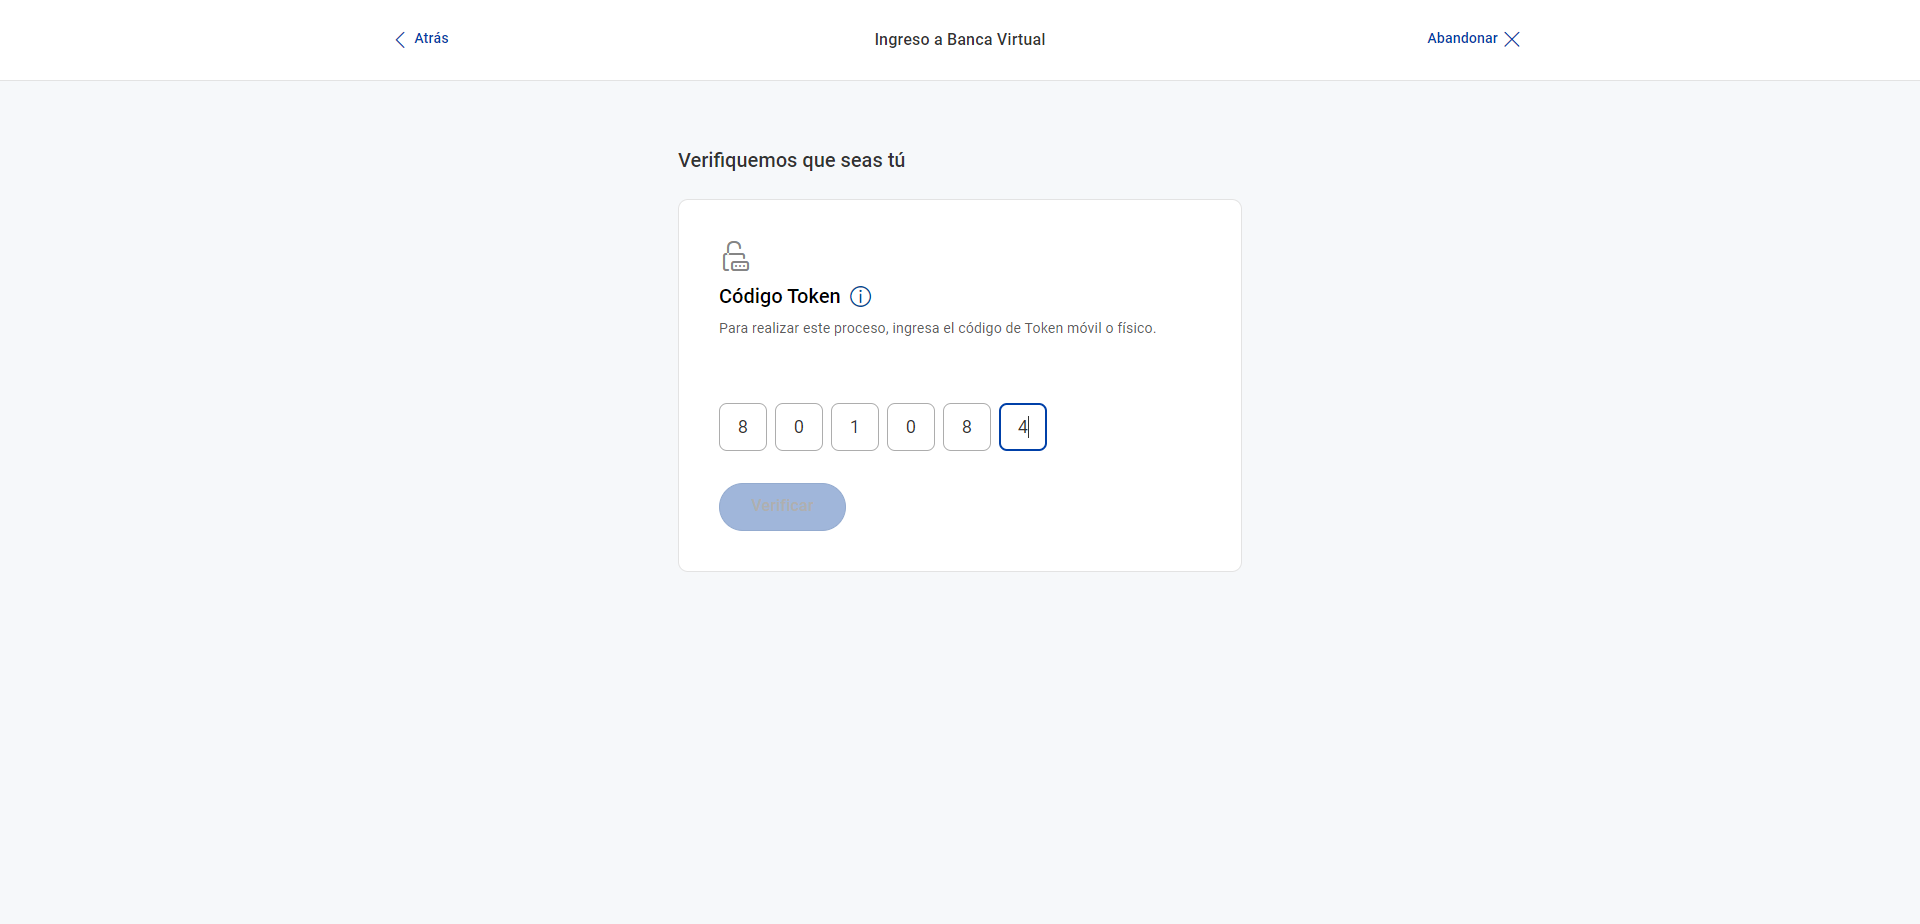 Atrás
Ingreso a Banca Virtual
Abandonar
Verifiquemos que seas tú
Código Token
Para realizar este proceso, ingresa el código de Token móvil o físico.
8 0 1 0 8 4
Verificar